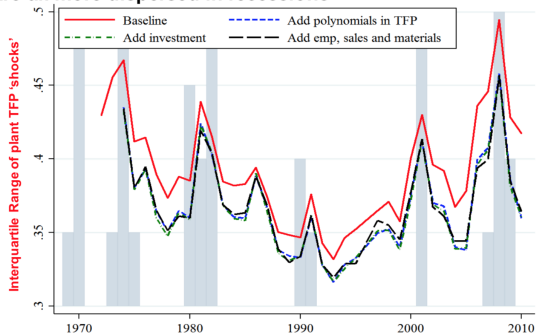 Baseline
Add investment
Add polynomials in TFP
Add emp, sales and materials
Interquartile Range of plant TFP 'shocks'
.5
.45
.4
.35
.3
1970
1980
1990
2000
2010